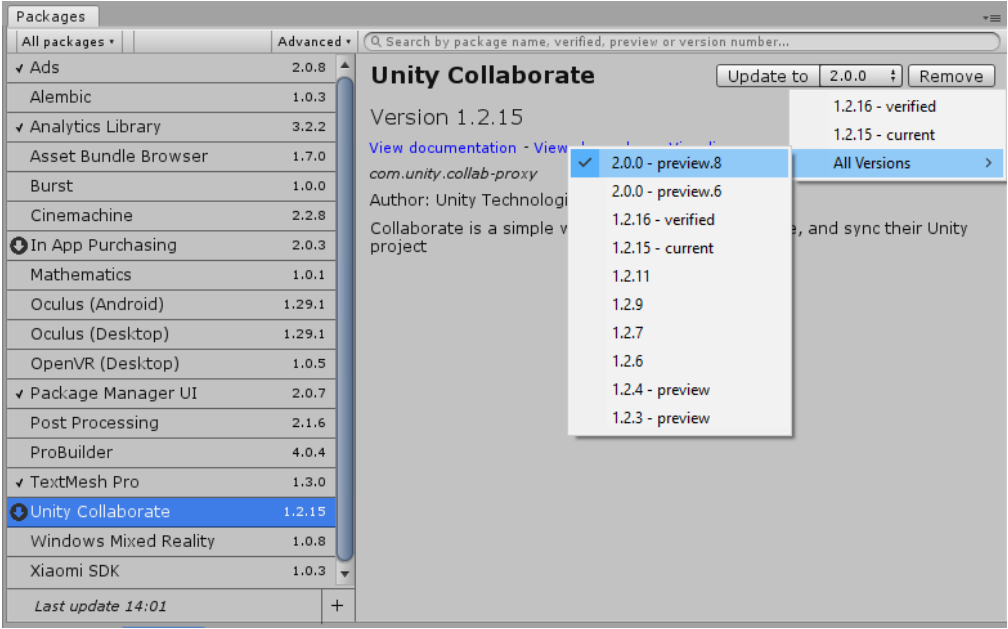 Packages
All packages
Advanced
Search by package name, verified, preview or version number...
Ads 2.0.8
Alembic 1.0.3
Analytics Library 3.2.2
Asset Bundle Browser 1.7.0
Burst 1.0.0
Cinemachine 2.2.8
In App Purchasing 2.0.3
Mathematics 1.0.1
Oculus (Android) 1.29.1
Oculus (Desktop) 1.29.1
OpenVR (Desktop) 1.0.5
Package Manager UI 2.0.7
Post Processing 2.1.6
ProBuilder 4.0.4
TextMesh Pro 1.3.0
Unity Collaborate 1.2.15
Windows Mixed Reality 1.0.8
Xiaomi SDK 1.0.3
Last update 14:01 +
Unity Collaborate
Update to 2.0.0 Remove
Version 1.2.15
View documentation - View
com.unity.collab-proxy
Author: Unity Technologi
Collaborate is a simple w e, and sync their Unity
project
1.2.16 - verified
1.2.15 - current
All Versions >
2.0.0 - preview.8
2.0.0 - preview.6
1.2.16 - verified
1.2.15 - current
1.2.11
1.2.9
1.2.7
1.2.6
1.2.4 - preview
1.2.3 - preview